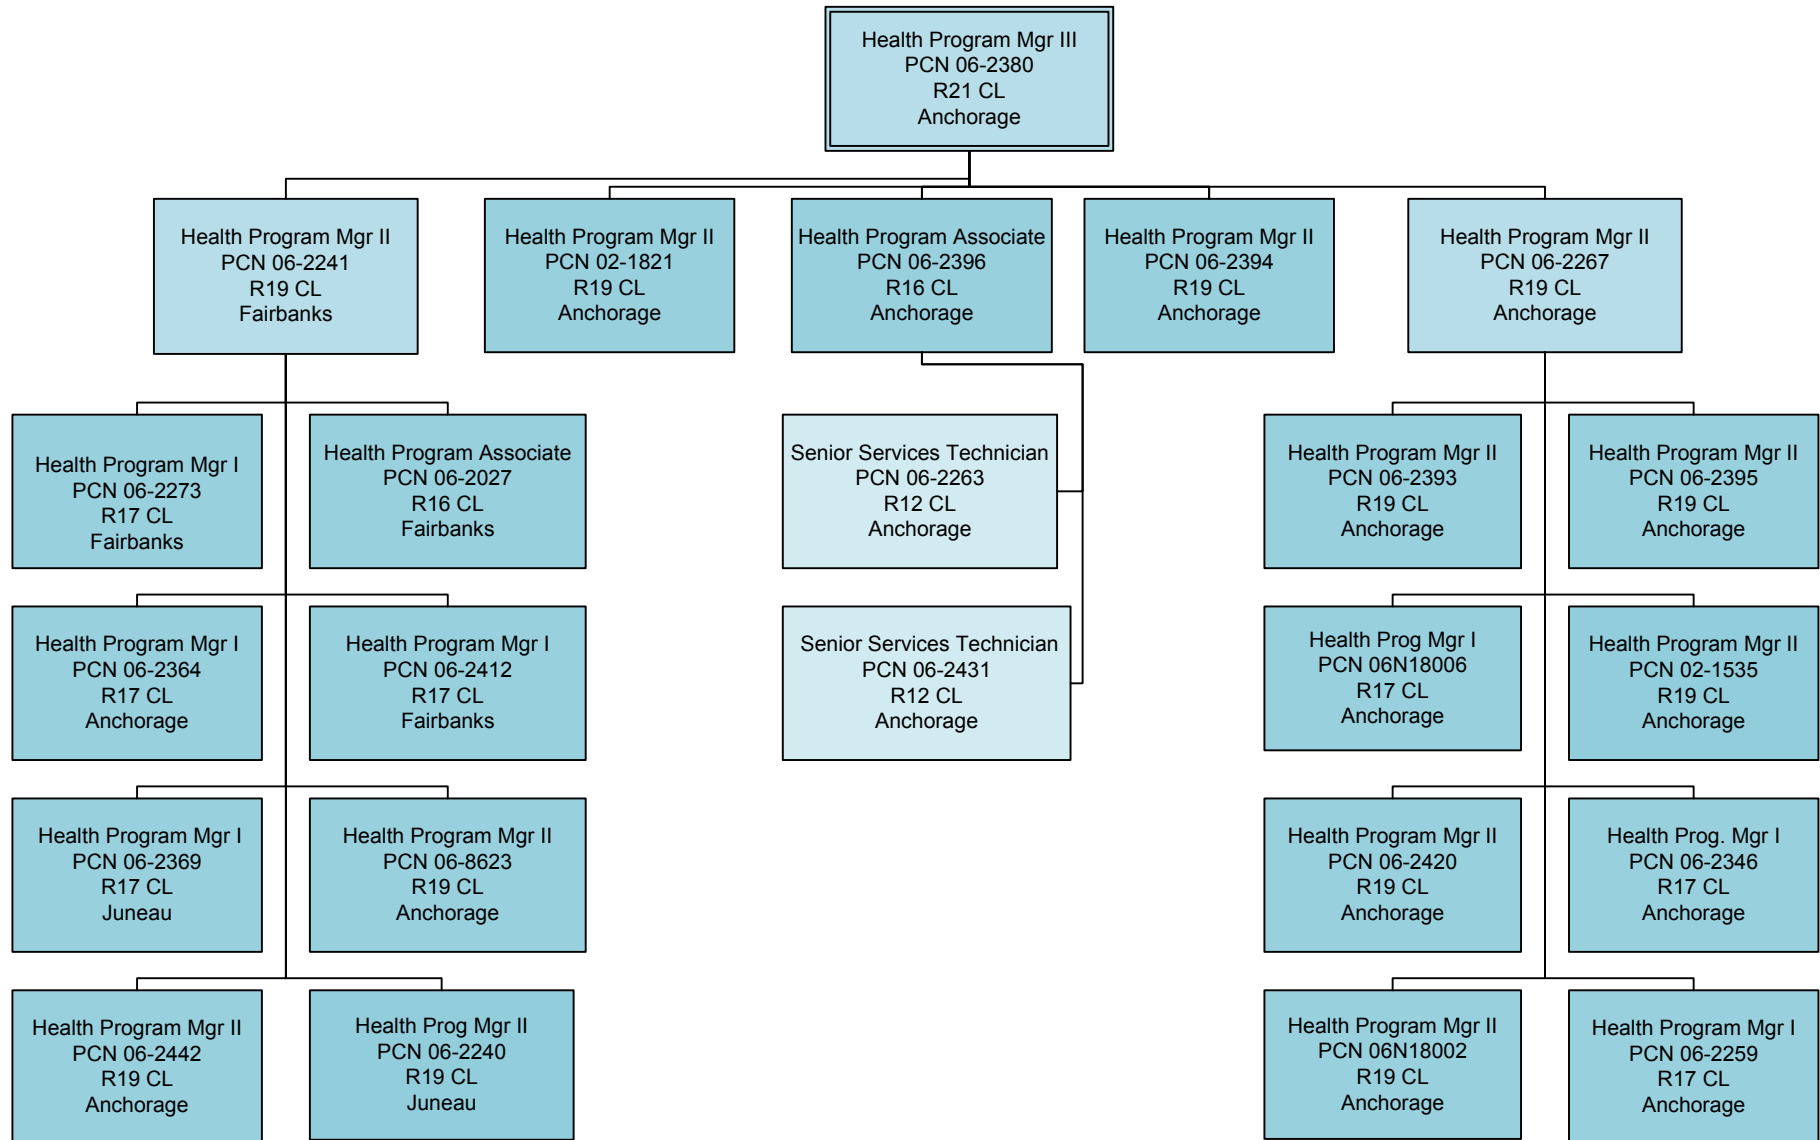 Health Program Mgr III
PCN 06-2380
R21 CL
Anchorage
Health Program Mgr II
PCN 06-2241
R19 CL
Fairbanks
Health Program Mgr II
PCN 02-1821
R19 CL
Anchorage
Health Program Associate
PCN 06-2396
R16 CL
Anchorage
Health Program Mgr II
PCN 06-2394
R19 CL
Anchorage
Health Program Mgr II
PCN 06-2267
R19 CL
Anchorage
Health Program Mgr I
PCN 06-2273
R17 CL
Fairbanks
Health Program Associate
PCN 06-2027
R16 CL
Fairbanks
Senior Services Technician
PCN 06-2263
R12 CL
Anchorage
Health Program Mgr II
PCN 06-2393
R19 CL
Anchorage
Health Program Mgr II
PCN 06-2395
R19 CL
Anchorage
Health Program Mgr I
PCN 06-2364
R17 CL
Anchorage
Health Program Mgr I
PCN 06-2412
R17 CL
Fairbanks
Senior Services Technician
PCN 06-2431
R12 CL
Anchorage
Health Prog Mgr I
PCN 06N18006
R17 CL
Anchorage
Health Program Mgr II
PCN 02-1535
R19 CL
Anchorage
Health Program Mgr I
PCN 06-2369
R17 CL
Juneau
Health Program Mgr II
PCN 06-8623
R19 CL
Anchorage
Health Program Mgr II
PCN 06-2420
R19 CL
Anchorage
Health Prog. Mgr I
PCN 06-2346
R17 CL
Anchorage
Health Program Mgr II
PCN 06-2442
R19 CL
Anchorage
Health Prog Mgr II
PCN 06-2240
R19 CL
Juneau
Health Program Mgr II
PCN 06N18002
R19 CL
Anchorage
Health Program Mgr I
PCN 06-2259
R17 CL
Anchorage